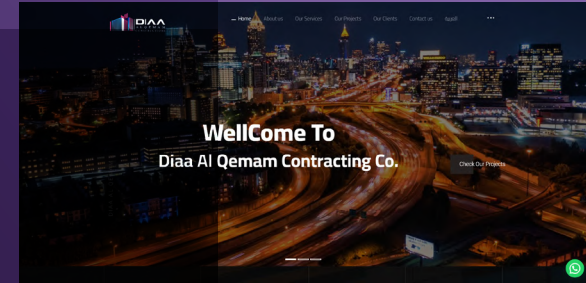 DIAA
Home About us Our Services Our Projects Our Clients Contact us العربية
WellCome To
Diaa Al Qemam Contracting Co.
Check Our Projects